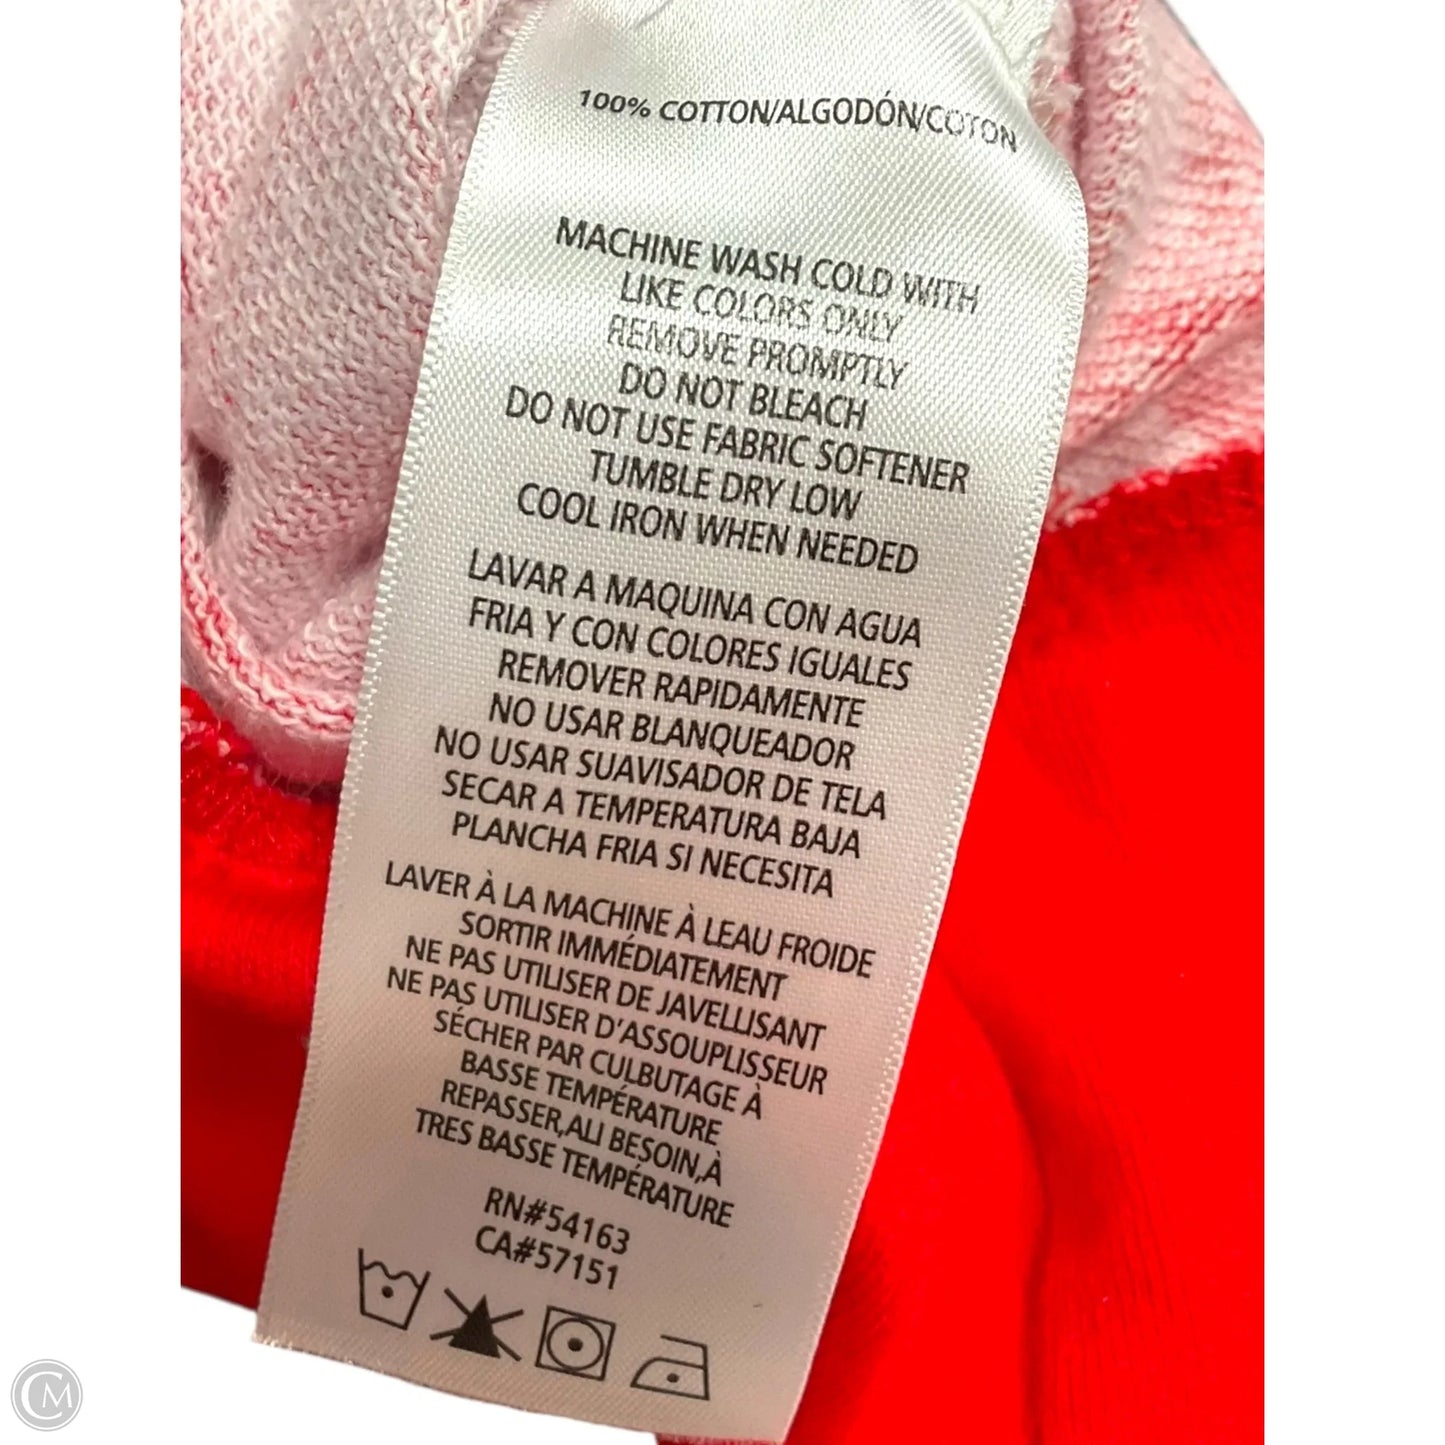 100% COTTON/ALGODÓN/COTON
MACHINE WASH COLD WITH
LIKE COLORS ONLY
REMOVE PROMPTLY
DO NOT BLEACH
DO NOT USE FABRIC SOFTENER
TUMBLE DRY LOW
COOL IRON WHEN NEEDED
LAVAR A MAQUINA CON AGUA
FRIA Y CON COLORES IGUALES
REMOVER RAPIDAMENTE
NO USAR BLANQUEADOR
NO USAR SUAVISADOR DE TELA
SECAR A TEMPERATURA BAJA
PLANCHA FRIA SI NECESITA
LAVER À LA MACHINE À LEAU FROIDE
SORTIR IMMÉDIATEMENT
NE PAS UTILISER DE JAVELLISANT
NE PAS UTILISER D'ASSOUPLISSEUR
SÉCHER PAR CULBUTAGE À
BASSE TEMPÉRATURE
REPASSER,ALI BESOIN,À
TRES BASSE TEMPÉRATURE
RN#54163
CA#57151
CM